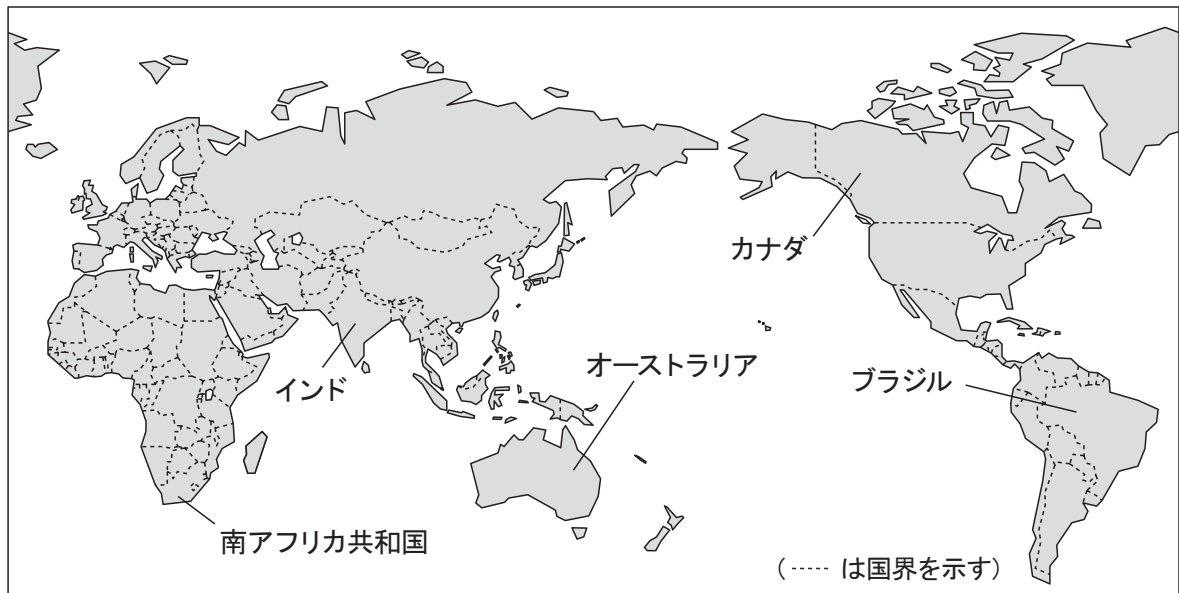 カナダ
オーストラリア
ブラジル
インド
南アフリカ共和国
（ ----- は国界を示す）